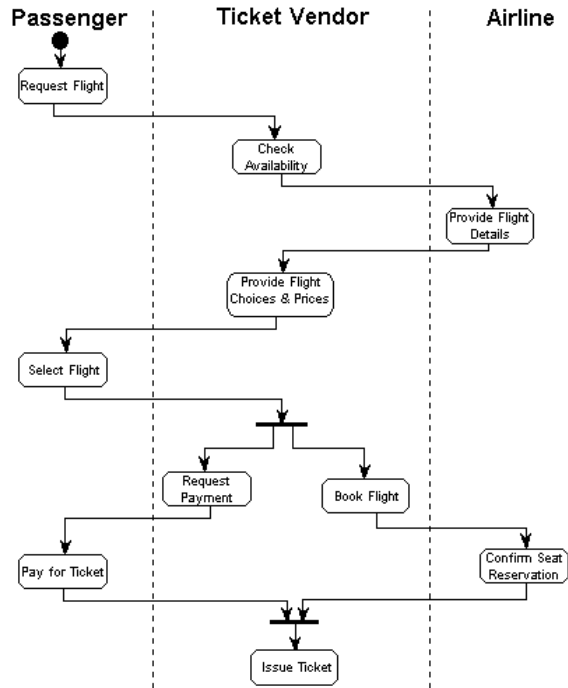 Passenger
Ticket Vendor
Airline
Request Flight
Check
Availability
Provide Flight
Details
Provide Flight
Choices & Prices
Select Flight
Request
Payment
Book Flight
Pay for Ticket
Confirm Seat
Reservation
Issue Ticket